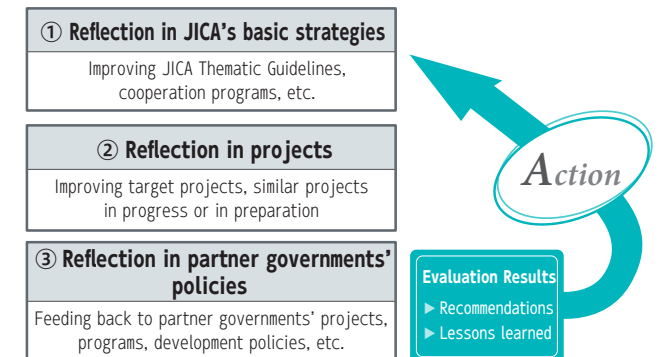 ① Reflection in JICA's basic strategies
Improving JICA Thematic Guidelines,
cooperation programs, etc.
② Reflection in projects
Improving target projects, similar projects
in progress or in preparation
③ Reflection in partner governments'
policies
Feeding back to partner governments' projects,
programs, development policies, etc.
Action
Evaluation Results
▶ Recommendations
▶ Lessons learned